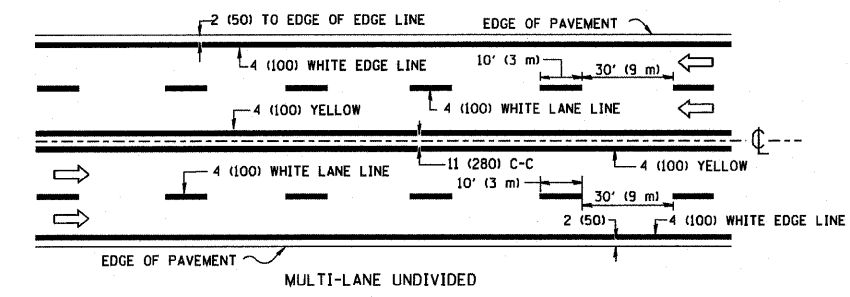 2 (50) TO EDGE OF EDGE LINE
EDGE OF PAVEMENT
4 (100) WHITE EDGE LINE
10' (3 m)
30' (9 m)
4 (100) YELLOW
4 (100) WHITE LANE LINE
℄
4 (100) WHITE LANE LINE
11 (280) C-C
4 (100) YELLOW
10' (3 m)
30' (9 m)
2 (50)
4 (100) WHITE EDGE LINE
EDGE OF PAVEMENT
MULTI-LANE UNDIVIDED